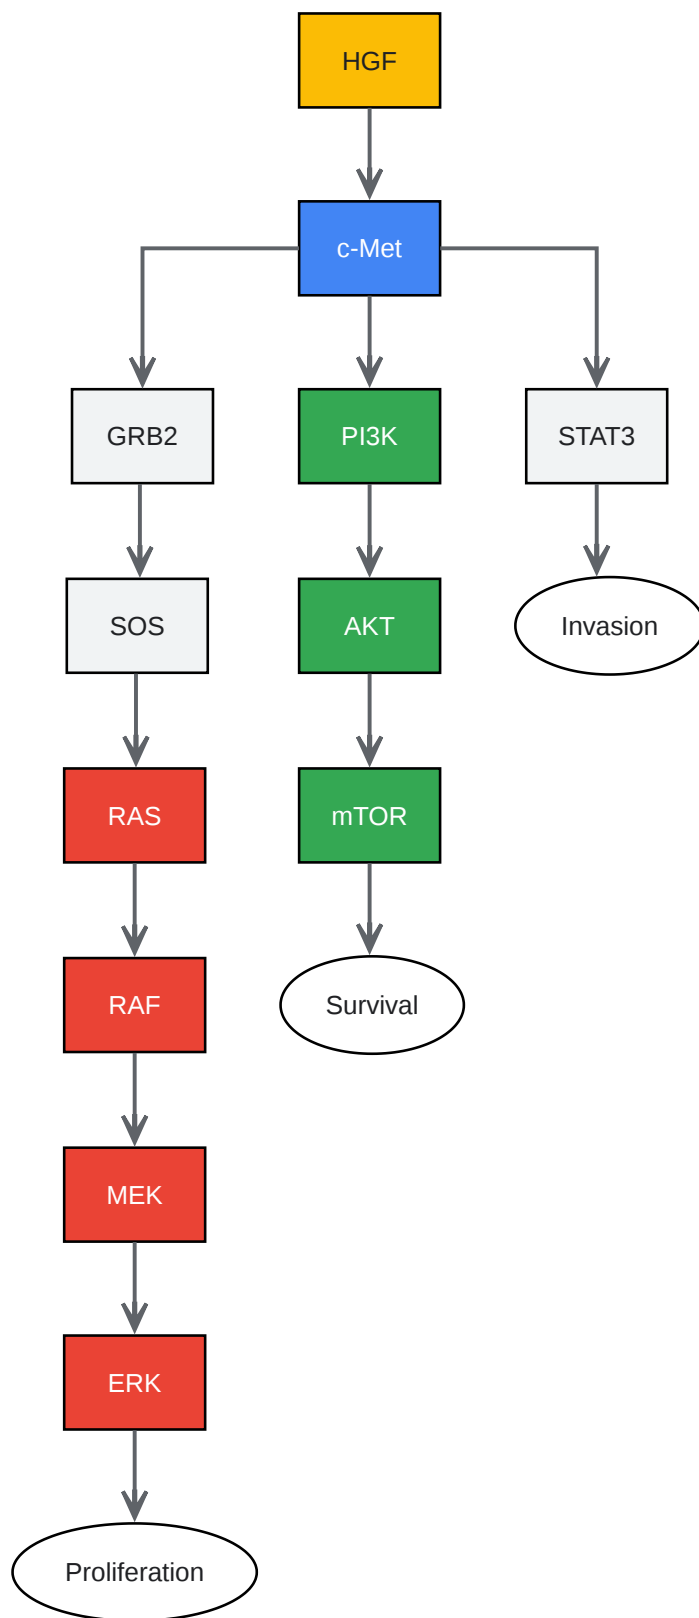 HGF
c-Met
GRB2
PI3K
STAT3
SOS
AKT
Invasion
RAS
mTOR
RAF
Survival
MEK
ERK
Proliferation